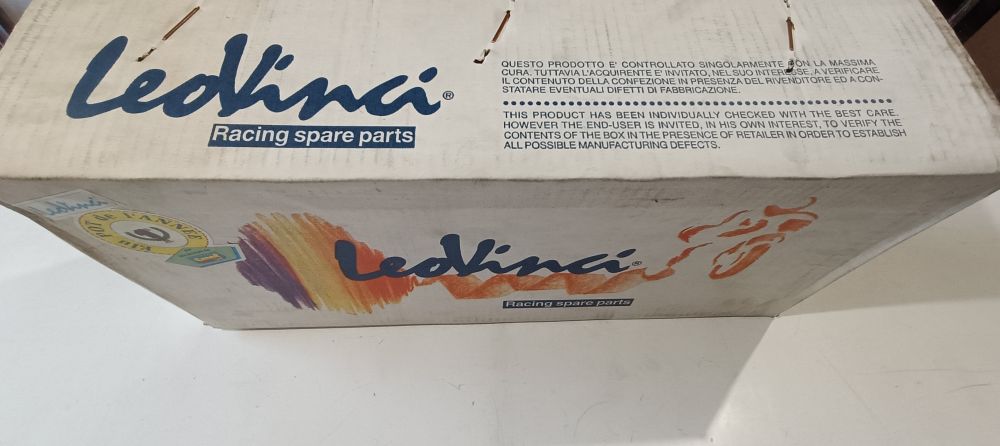 LeoVinci®
Racing spare parts
QUESTO PRODOTTO E' CONTROLLATO SINGOLARMENTE CON LA MASSIMA
CURA. TUTTAVIA L'ACQUIRENTE E' INVITATO, NEL SUO INTERESSE, A VERIFICARE
IL CONTENUTO DELLA CONFEZIONE IN PRESENZA DEL RIVENDITORE ED A CON-
STATARE EVENTUALI DIFETTI DI FABBRICAZIONE.
THIS PRODUCT HAS BEEN INDIVIDUALLY CHECKED WITH THE BEST CARE.
HOWEVER THE END-USER IS INVITED, IN HIS OWN INTEREST, TO VERIFY THE
CONTENTS OF THE BOX IN THE PRESENCE OF RETAILER IN ORDER TO ESTABLISH
ALL POSSIBLE MANUFACTURING DEFECTS.
LeoVinci
POT de l'ANNÉE
LeoVinci®
Racing spare parts